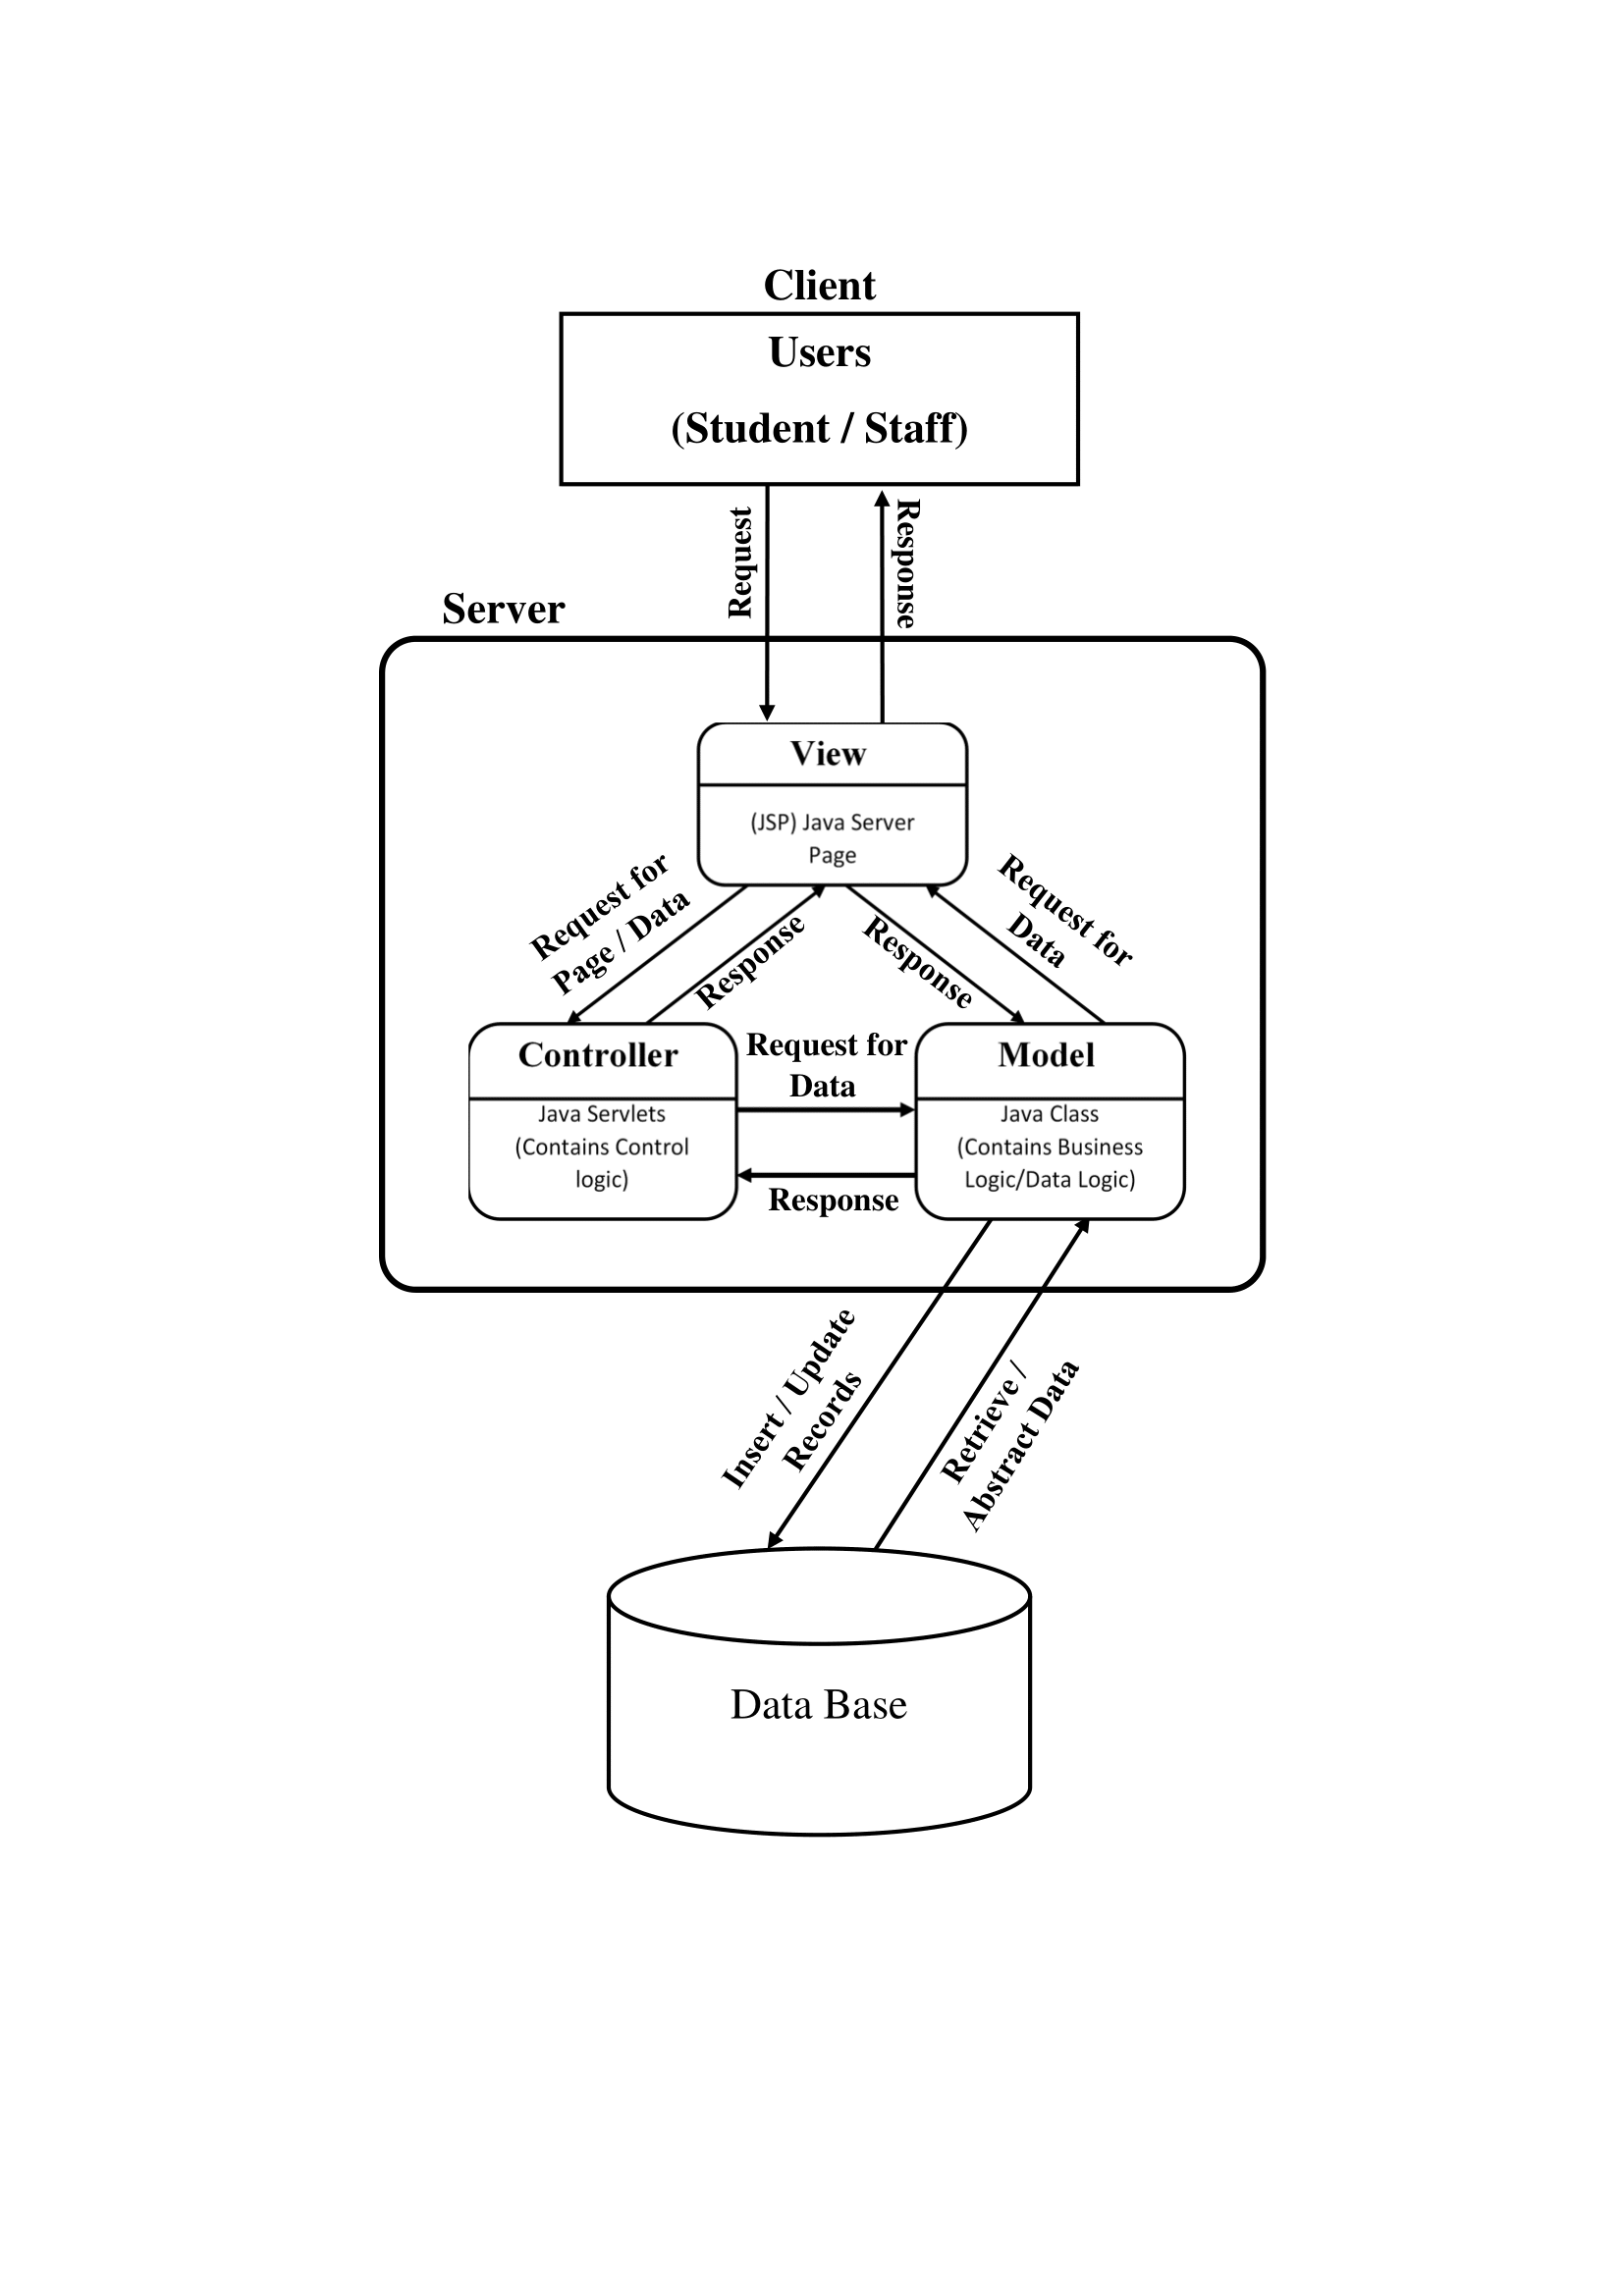 Client
Users
(Student / Staff)
Request
Response
Server
View
(JSP) Java Server
Page
Request for
Page / Data
Response
Response
Request for
Data
Controller
Java Servlets
(Contains Control
logic)
Request for
Data
Response
Model
Java Class
(Contains Business
Logic/Data Logic)
Insert / Update
Records
Retrieve /
Abstract Data
Data Base